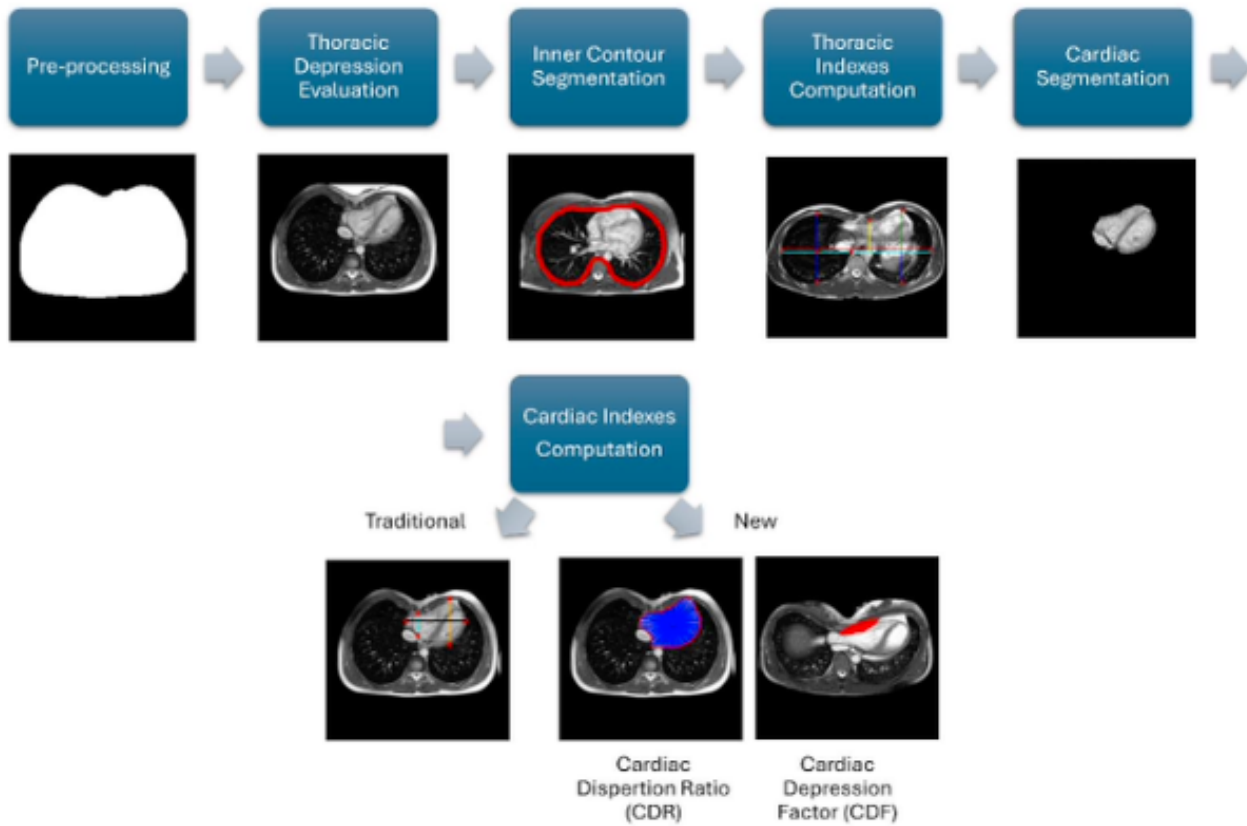 Pre-processing
Thoracic
Depression
Evaluation
Inner Contour
Segmentation
Thoracic
Indexes
Computation
Cardiac
Segmentation
Cardiac Indexes
Computation
Traditional
New
Cardiac
Dispertion Ratio
(CDR)
Cardiac
Depression
Factor (CDF)